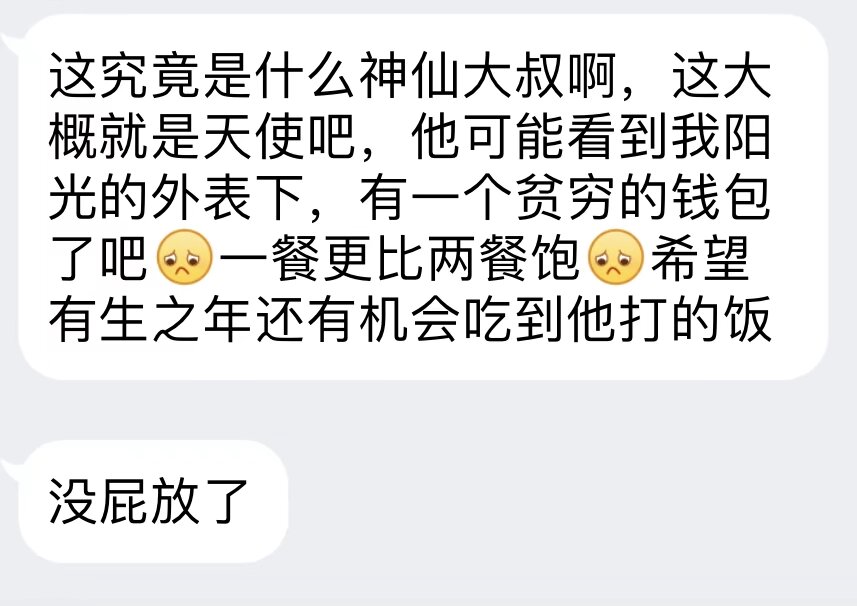 这究竟是什么神仙大叔啊，这大
概就是天使吧，他可能看到我阳
光的外表下，有一个贫穷的钱包
了吧😞一餐更比两餐饱😞希望
有生之年还有机会吃到他打的饭
没屁放了